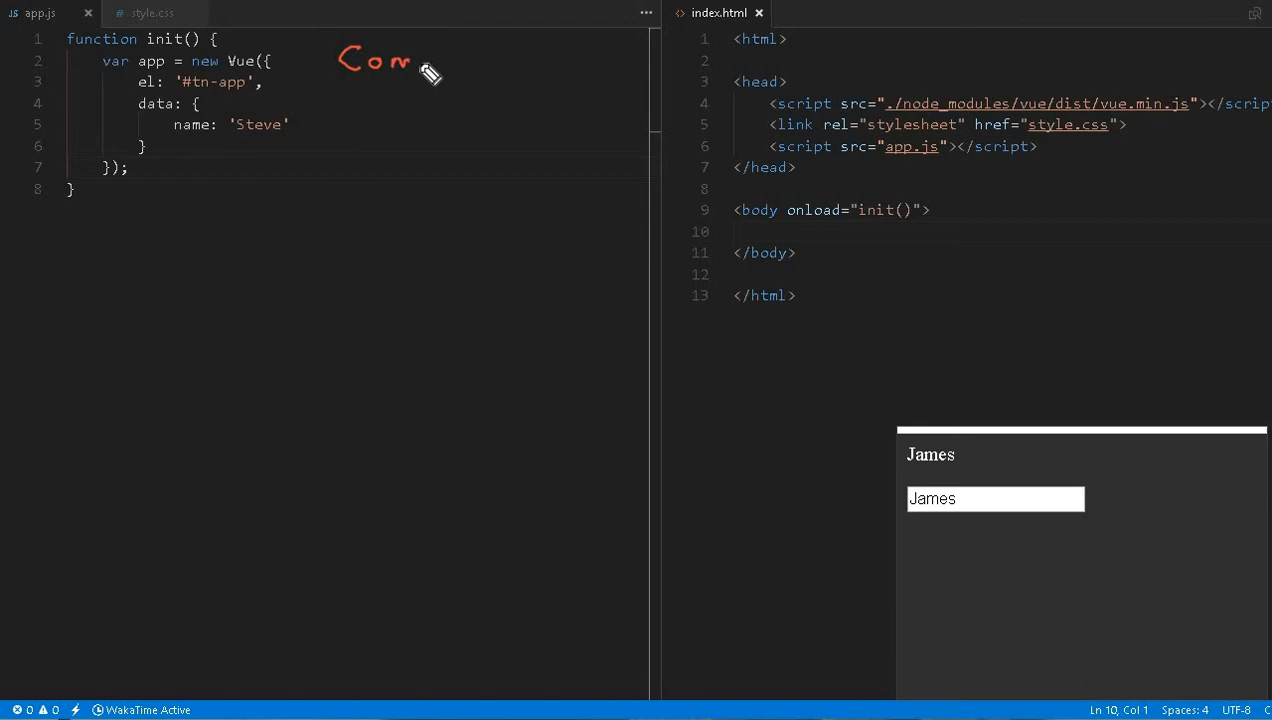 app.js
style.css
index.html
1 function init() {
2 var app = new Vue({
3 el: '#tn-app',
4 data: {
5 name: 'Steve'
6 }
7 });
8 }
Com
1 <html>
2
3 <head>
4 <script src="./node_modules/vue/dist/vue.min.js"></scrip
5 <link rel="stylesheet" href="style.css">
6 <script src="app.js"></script>
7 </head>
8
9 <body onload="init()">
10
11 </body>
12
13 </html>
James
James
0 0 WakaTime Active
Ln 10, Col 1 Spaces: 4 UTF-8 C